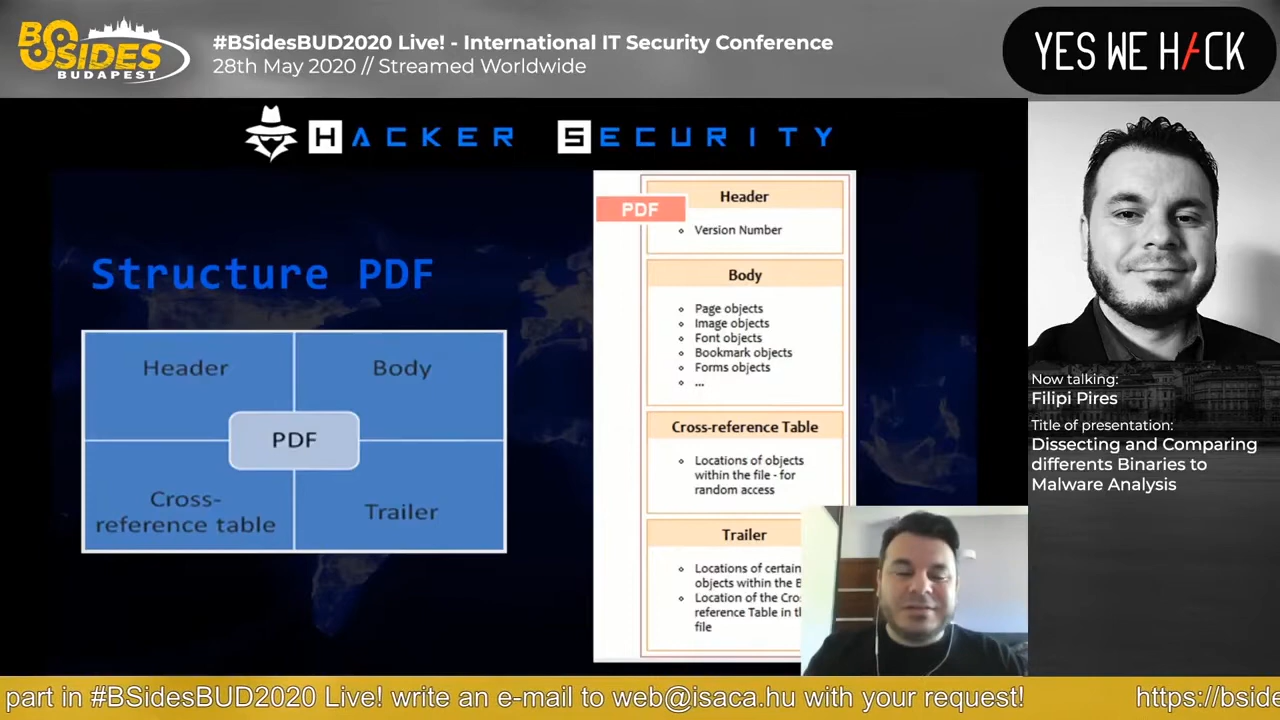 BSIDES
BUDAPEST
#BSidesBUD2020 Live! - International IT Security Conference
28th May 2020 // Streamed Worldwide
YES WE H/CK
HACKER SECURITY
Structure PDF
Header
Body
PDF
Cross-
reference table
Trailer
PDF
Header
Version Number
Body
Page objects
Image objects
Font objects
Bookmark objects
Forms objects
...
Cross-reference Table
Locations of objects
within the file - for
random access
Trailer
Locations of certain
objects within the B
Location of the Cro
reference Table in t
file
Now talking:
Filipi Pires
Title of presentation:
Dissecting and Comparing
differents Binaries to
Malware Analysis
part in #BSidesBUD2020 Live! write an e-mail to web@isaca.hu with your request! https://bside